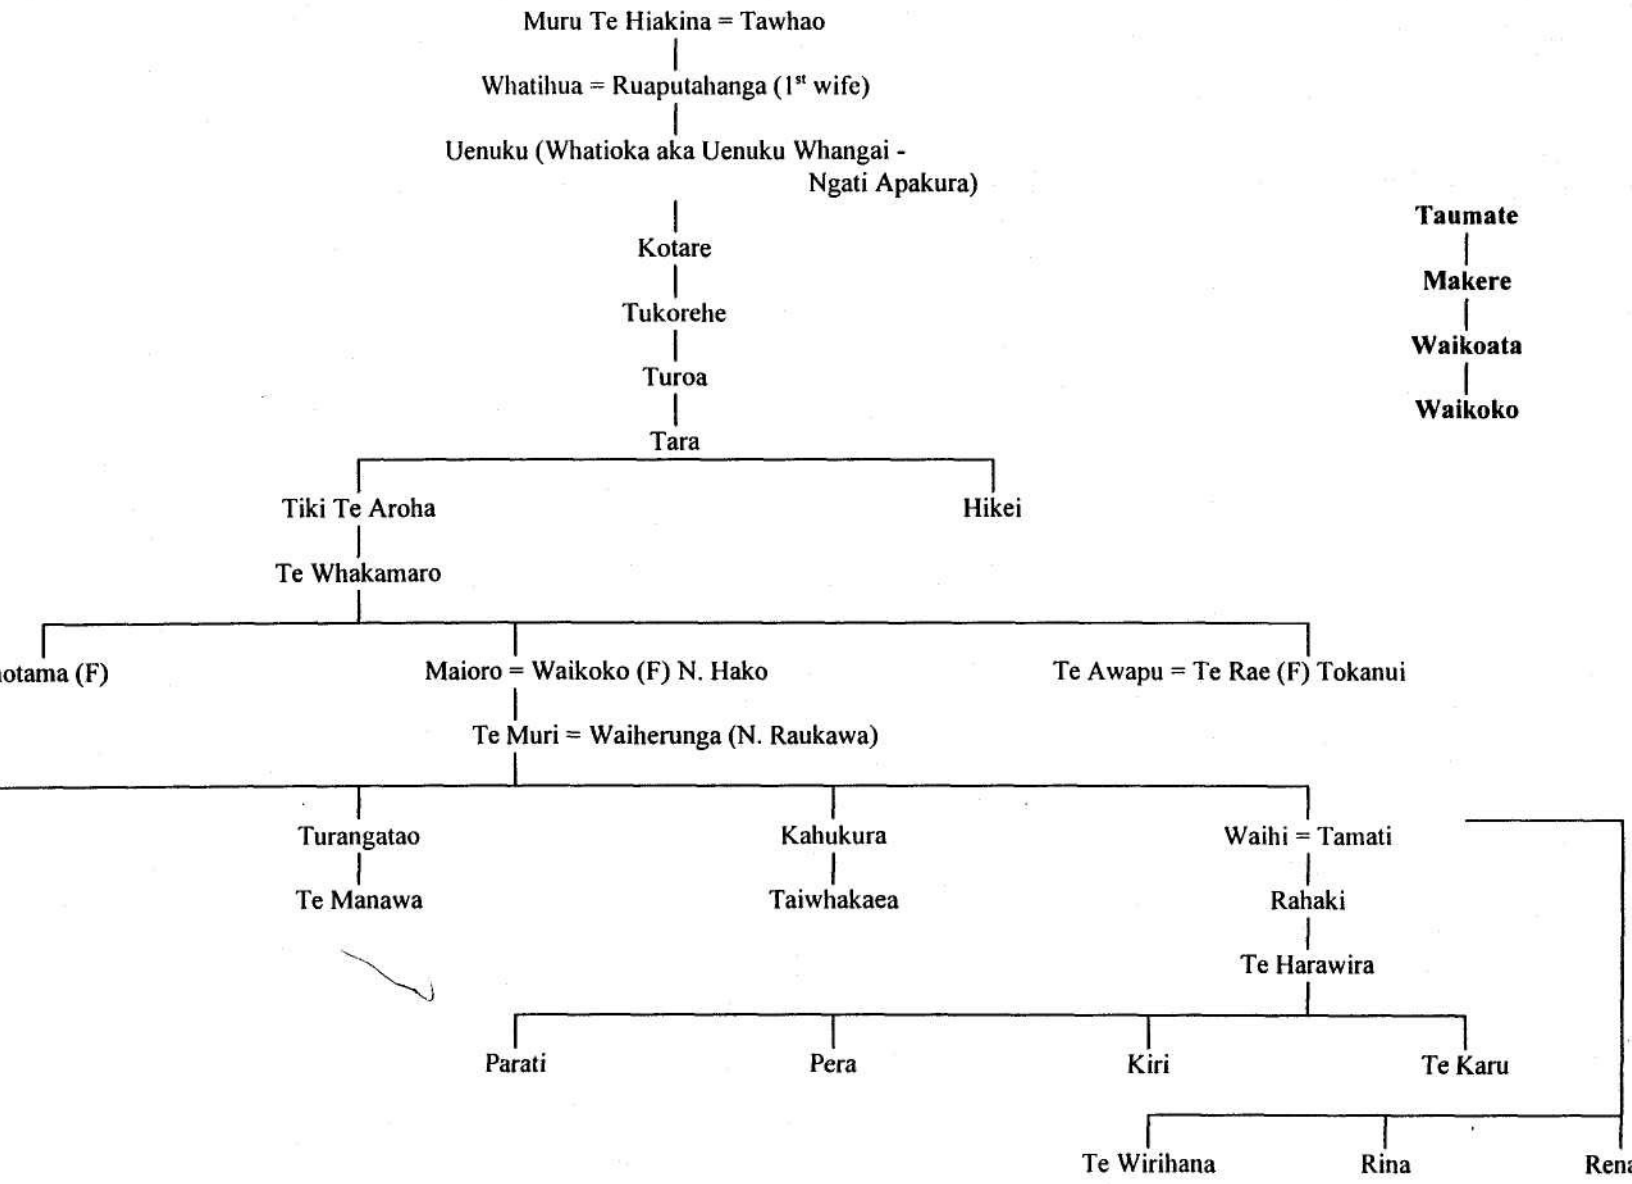 Muru Te Hiakina = Tawhao
Whatihua = Ruaputahanga (1st wife)
Uenuku (Whatioka aka Uenuku Whangai -
Ngati Apakura)
Kotare
Tukorehe
Turoa
Tara
Taumate
Makere
Waikoata
Waikoko
Tiki Te Aroha
Hikei
Te Whakamaro
otama (F)
Maioro = Waikoko (F) N. Hako
Te Awapu = Te Rae (F) Tokanui
Te Muri = Waiherunga (N. Raukawa)
Turangatao
Kahukura
Waihi = Tamati
Te Manawa
Taiwhakaea
Rahaki
Te Harawira
Parati
Pera
Kiri
Te Karu
Te Wirihana
Rina
Rena